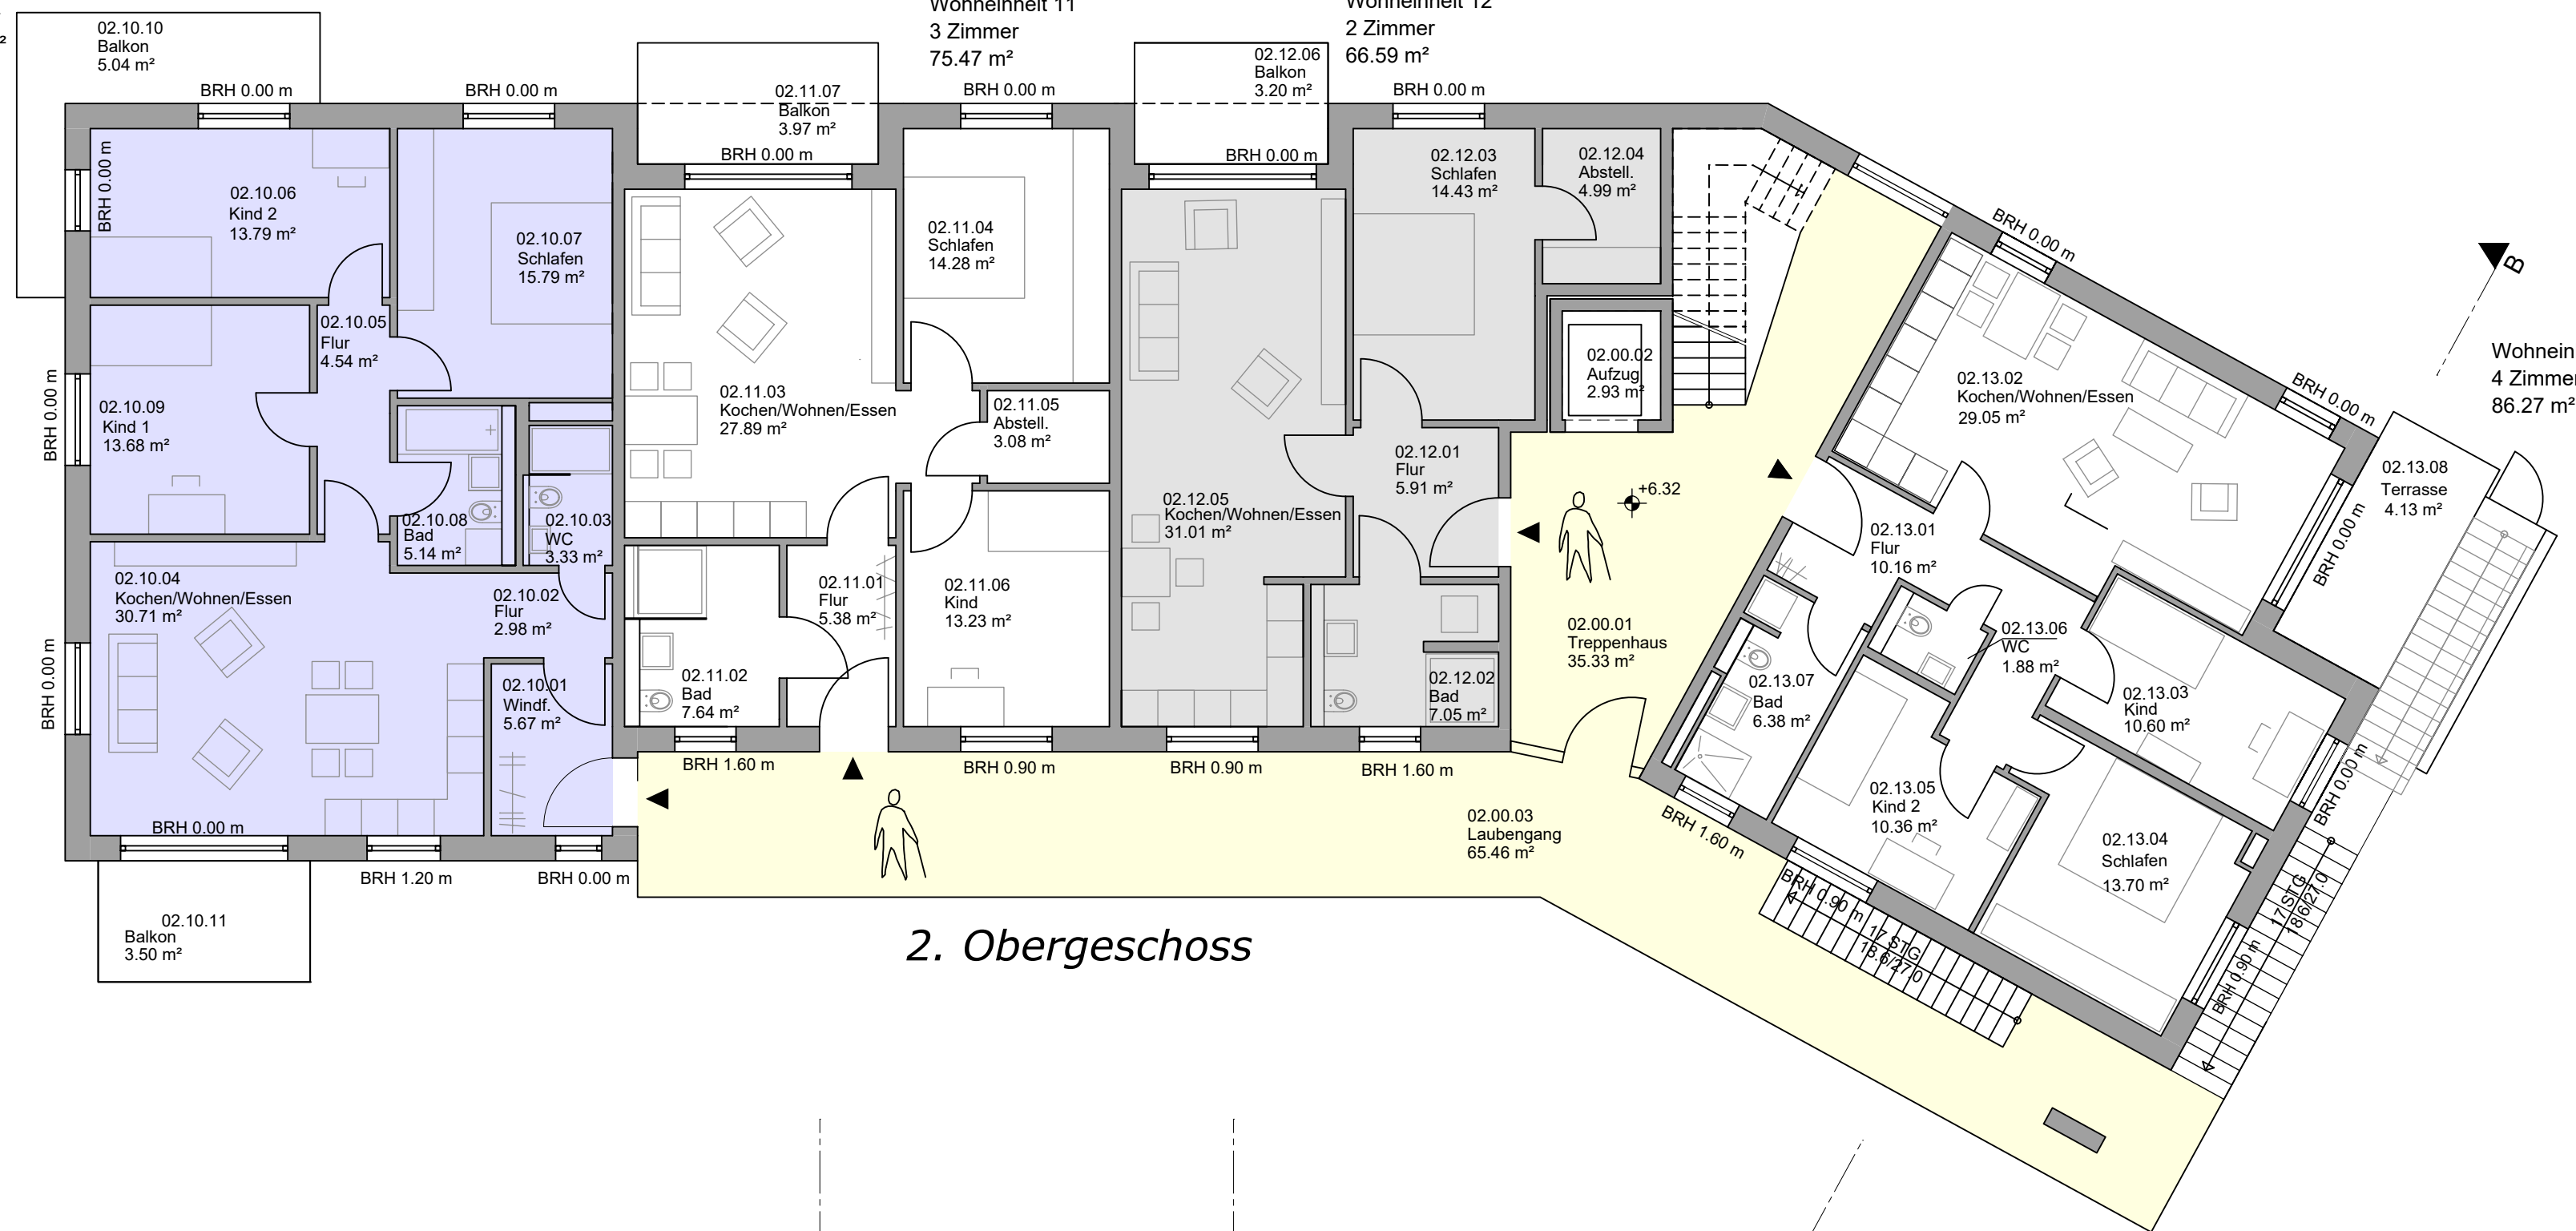 02.10.10
Balkon
5.04 m²
BRH 0.00 m
BRH 0.00 m
3 Zimmer
75.47 m²
66.59 m²
2 Zimmer
02.11.07
Balkon
3.97 m²
BRH 0.00 m
BRH 0.00 m
02.12.06
Balkon
3.20 m²
BRH 0.00 m
BRH 0.00 m
BRH 0.00 m
02.10.06
Kind 2
13.79 m²
02.10.07
Schlafen
15.79 m²
02.10.05
Flur
4.54 m²
BRH 0.00 m
02.10.09
Kind 1
13.68 m²
02.10.08
Bad
5.14 m²
02.10.03
WC
3.33 m²
02.10.04
Kochen/Wohnen/Essen
30.71 m²
02.10.02
Flur
2.98 m²
02.10.01
Windf.
5.67 m²
BRH 0.00 m
BRH 0.00 m
BRH 1.20 m
BRH 0.00 m
02.10.11
Balkon
3.50 m²
02.11.03
Kochen/Wohnen/Essen
27.89 m²
02.11.04
Schlafen
14.28 m²
02.11.05
Abstell.
3.08 m²
02.11.01
Flur
5.38 m²
02.11.06
Kind
13.23 m²
02.11.02
Bad
7.64 m²
BRH 1.60 m
BRH 0.90 m
BRH 0.90 m
BRH 1.60 m
02.12.03
Schlafen
14.43 m²
02.12.04
Abstell.
4.99 m²
02.12.01
Flur
5.91 m²
02.12.05
Kochen/Wohnen/Essen
31.01 m²
02.12.02
Bad
7.05 m²
02.00.02
Aufzug
2.93 m²
+6.32
02.00.01
Treppenhaus
35.33 m²
02.00.03
Laubengang
65.46 m²
BRH 0.00 m
B
4 Zimmer
86.27 m²
BRH 0.00 m
02.13.02
Kochen/Wohnen/Essen
29.05 m²
02.13.08
Terrasse
4.13 m²
BRH 0.00 m
02.13.01
Flur
10.16 m²
02.13.06
WC
1.88 m²
02.13.07
Bad
6.38 m²
02.13.03
Kind
10.60 m²
BRH 0.00 m
02.13.05
Kind 2
10.36 m²
02.13.04
Schlafen
13.70 m²
BRH 1.60 m
BRH 0.90 m
17 STG
18.6/27.0
17 STG
18.6/27.0
BRH 0.90 m
2. Obergeschoss